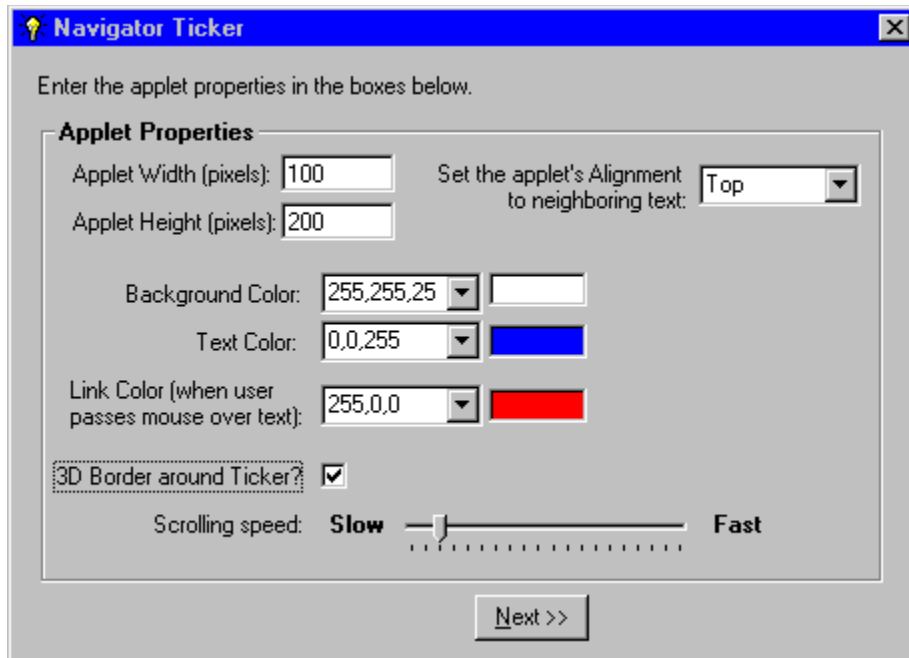 Navigator Ticker
Enter the applet properties in the boxes below.
Applet Properties
Applet Width (pixels): 100
Set the applet's Alignment
to neighboring text: Top
Applet Height (pixels): 200
Background Color: 255,255,25
Text Color: 0,0,255
Link Color (when user
passes mouse over text): 255,0,0
3D Border around Ticker?
Scrolling speed: Slow Fast
Next >>